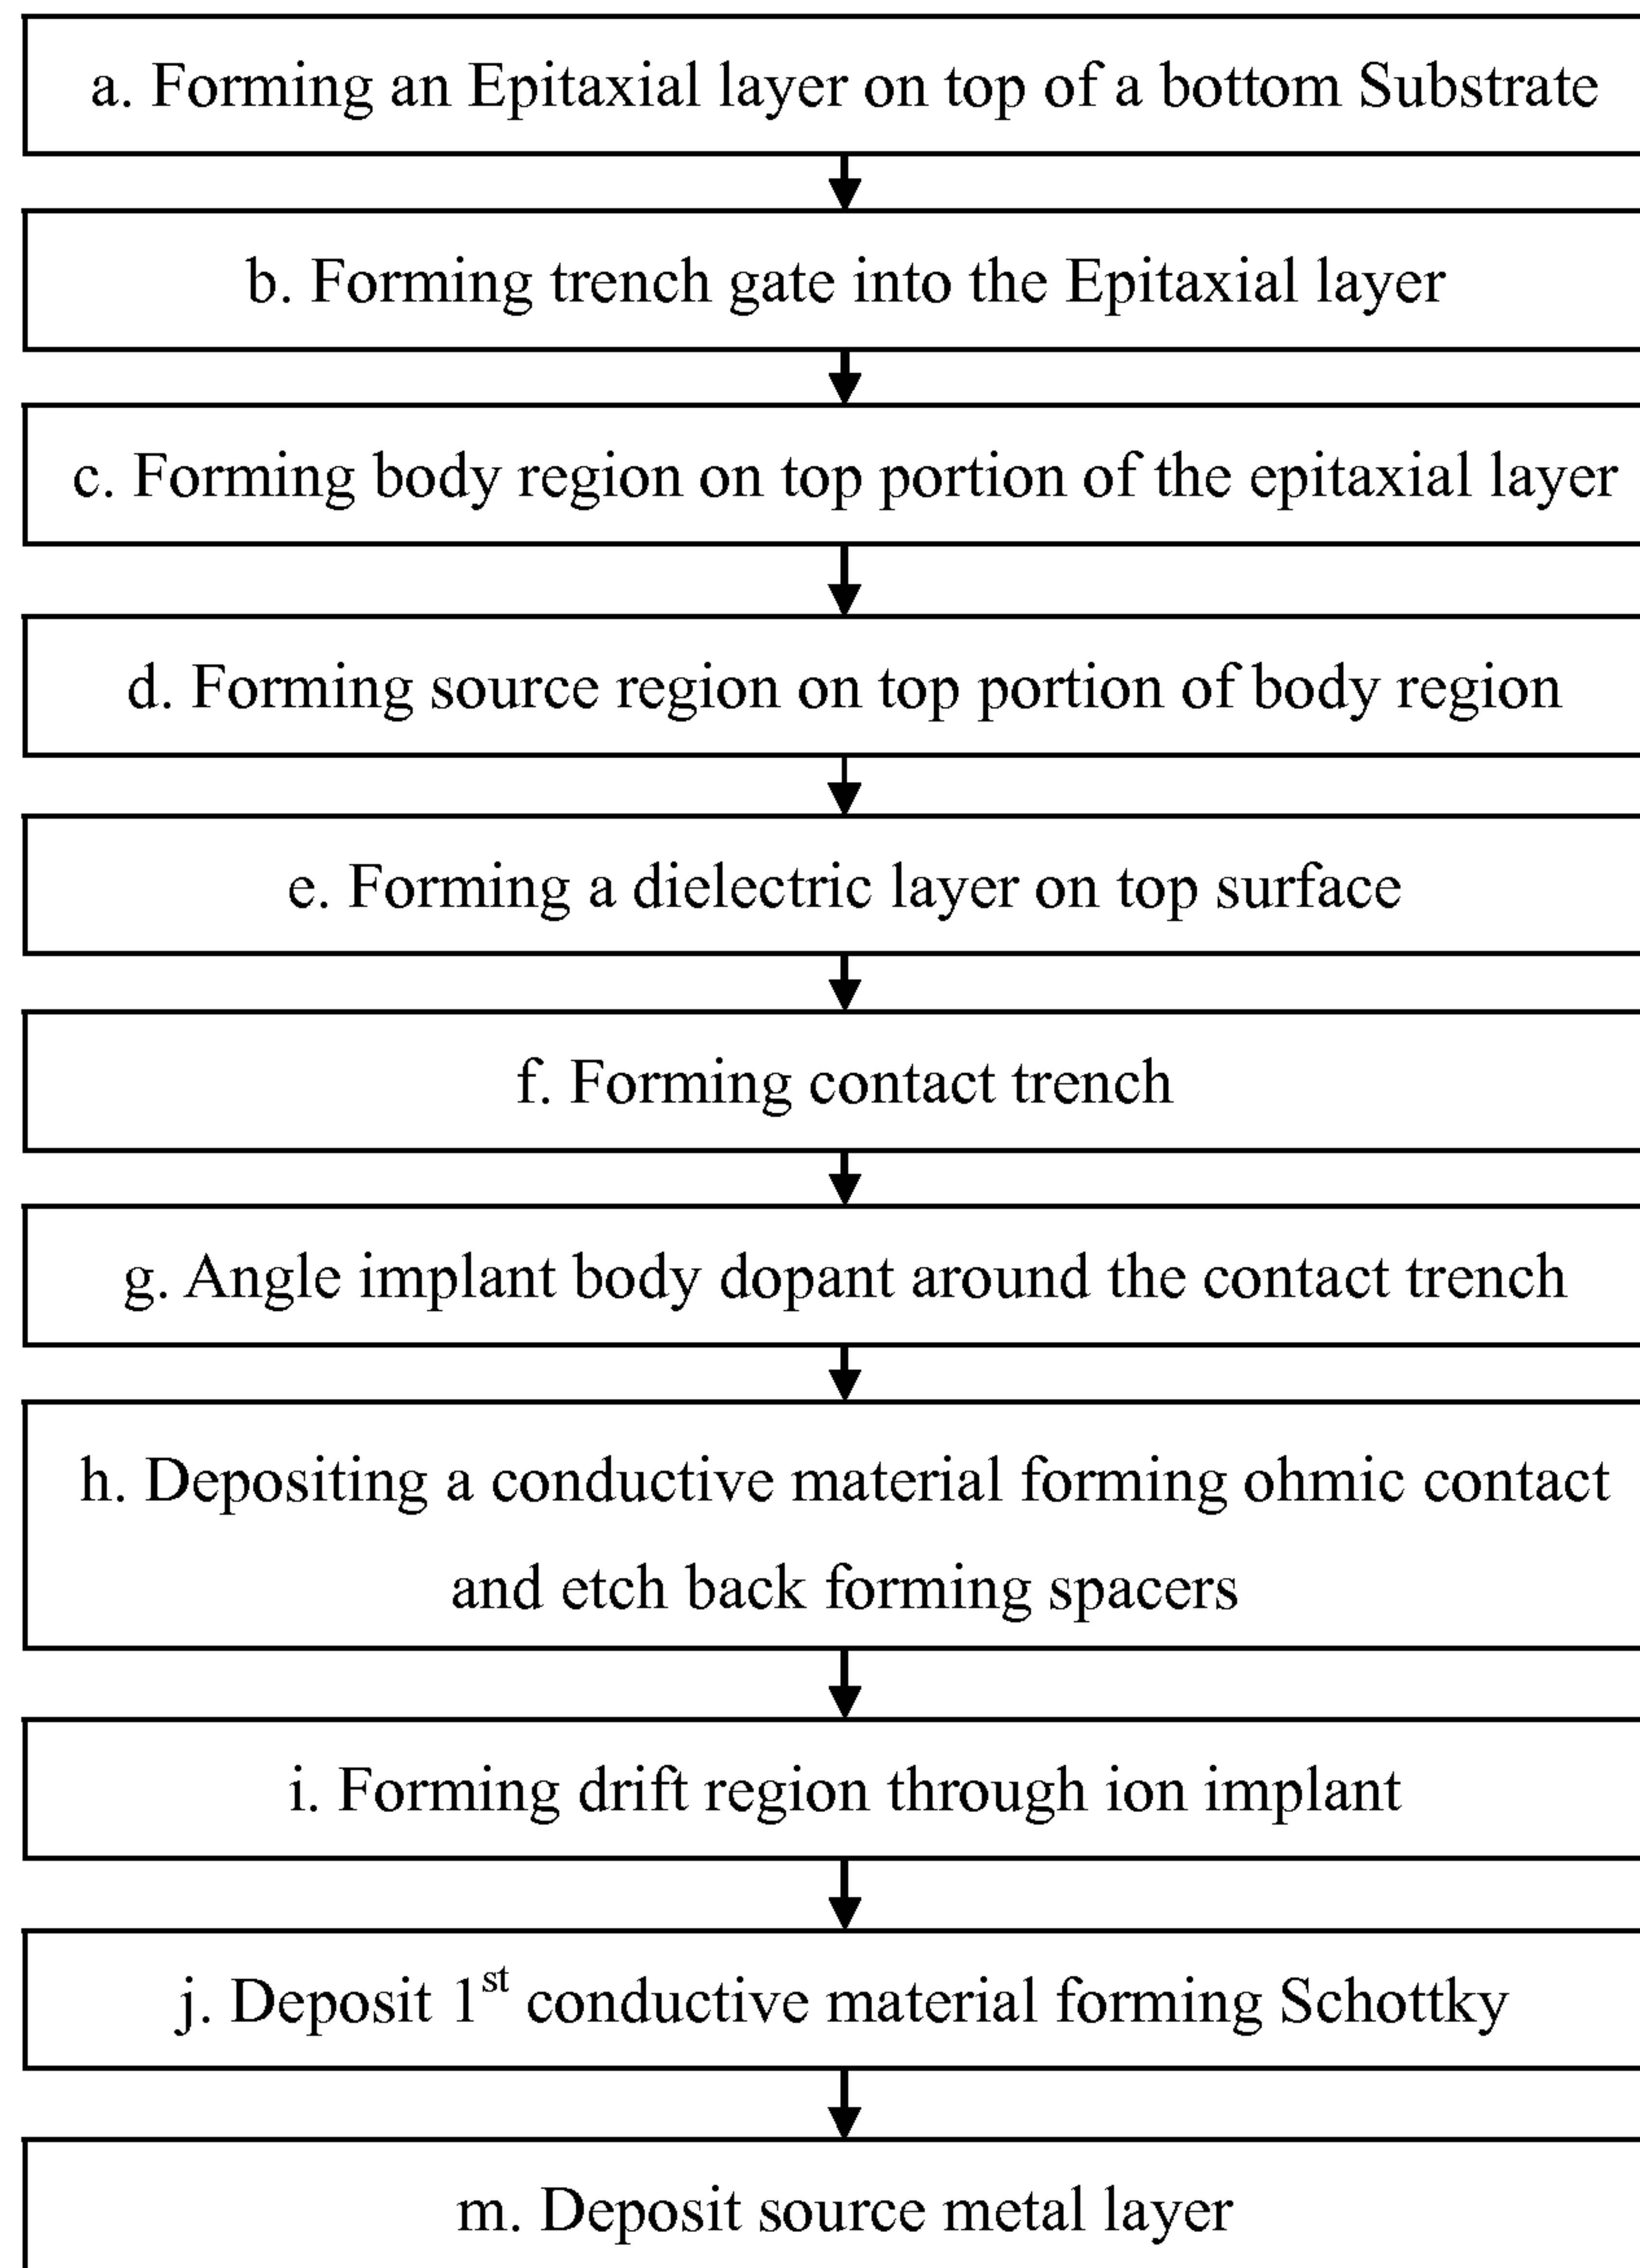 a. Forming an Epitaxial layer on top of a bottom Substrate
b. Forming trench gate into the Epitaxial layer
c. Forming body region on top portion of the epitaxial layer
d. Forming source region on top portion of body region
e. Forming a dielectric layer on top surface
f. Forming contact trench
g. Angle implant body dopant around the contact trench
h. Depositing a conductive material forming ohmic contact
and etch back forming spacers
i. Forming drift region through ion implant
j. Deposit 1st conductive material forming Schottky
m. Deposit source metal layer